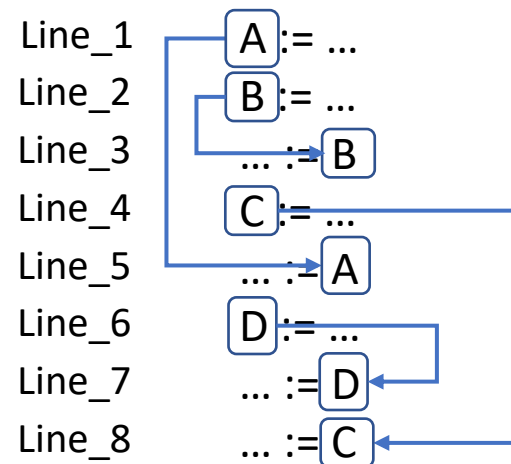 Line_1 A := ...
Line_2 B := ...
Line_3 ... := B
Line_4 C := ...
Line_5 ... := A
Line_6 D := ...
Line_7 ... := D
Line_8 ... := C